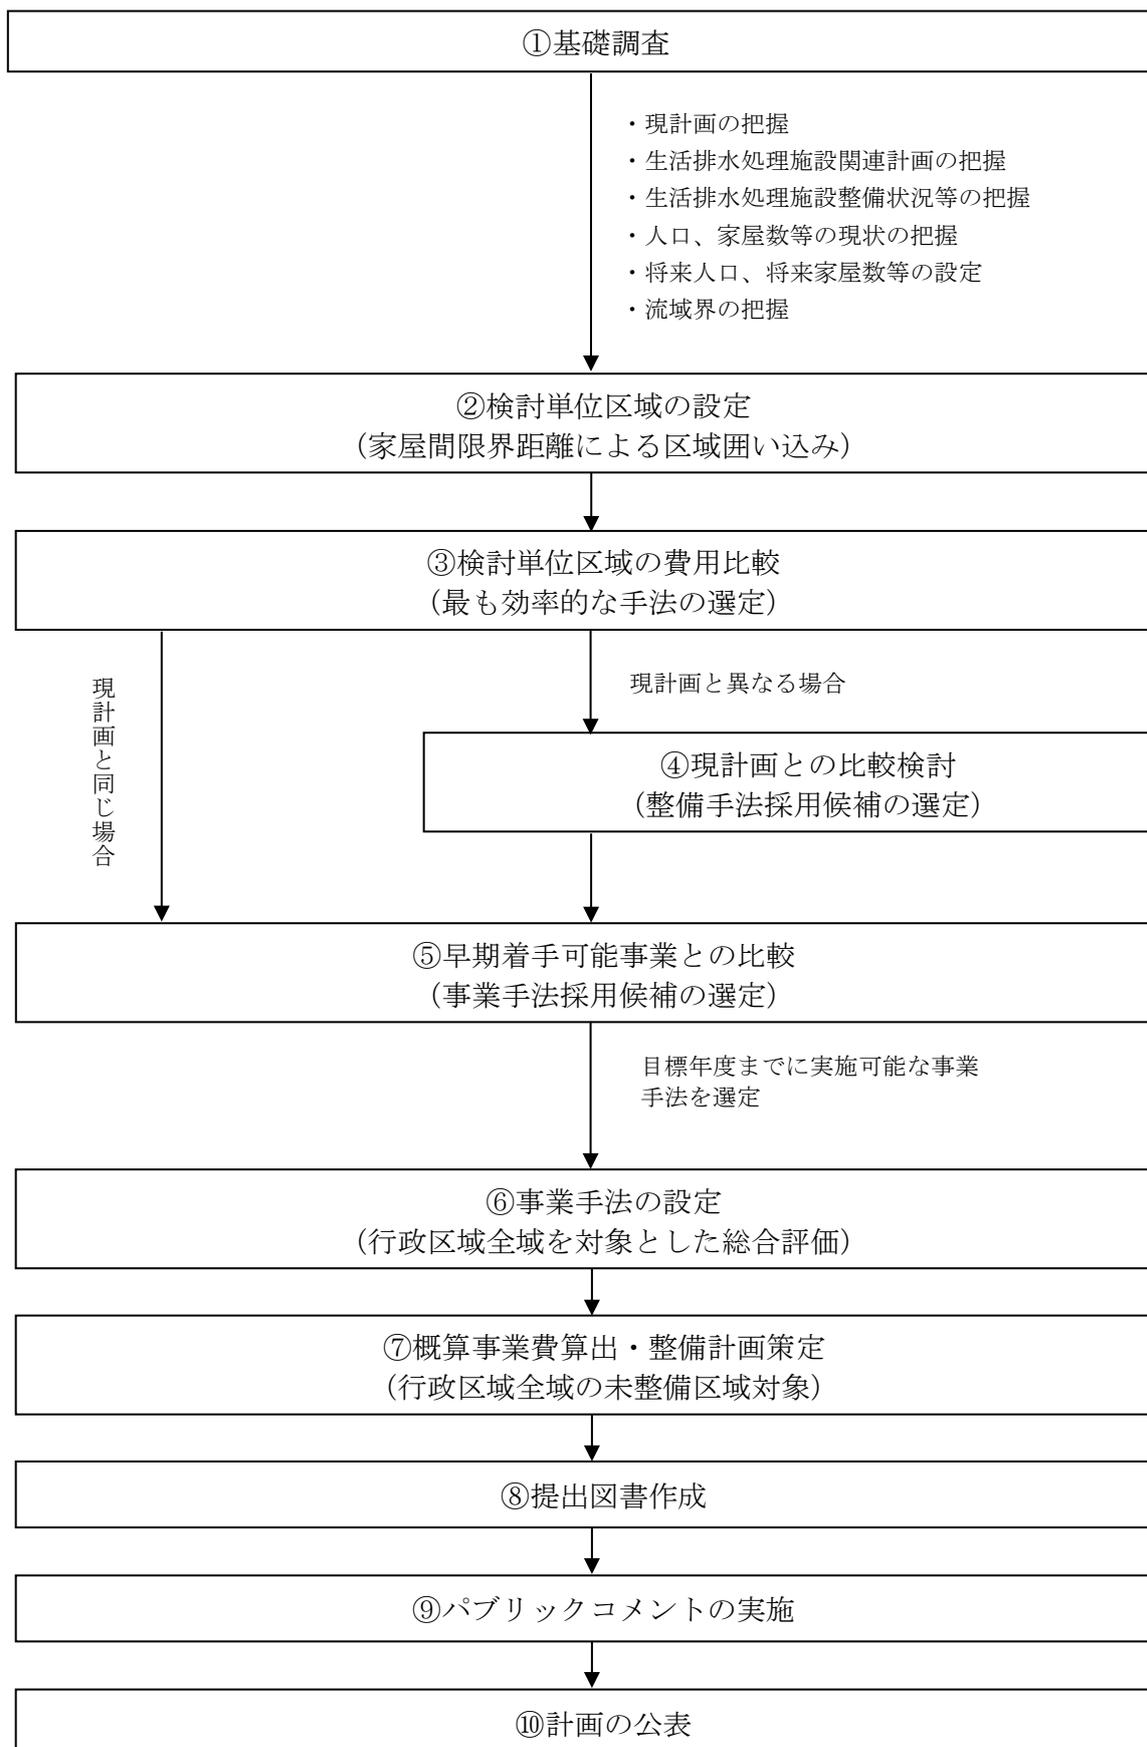 ①基礎調査
・現計画の把握
・生活排水処理施設関連計画の把握
・生活排水処理施設整備状況等の把握
・人口、家屋数等の現状の把握
・将来人口、将来家屋数等の設定
・流域界の把握
②検討単位区域の設定
（家屋間限界距離による区域囲い込み）
③検討単位区域の費用比較
（最も効率的な手法の選定）
現計画と同じ場合
現計画と異なる場合
④現計画との比較検討
（整備手法採用候補の選定）
⑤早期着手可能事業との比較
（事業手法採用候補の選定）
目標年度までに実施可能な事業
手法を選定
⑥事業手法の設定
（行政区域全域を対象とした総合評価）
⑦概算事業費算出・整備計画策定
（行政区域全域の未整備区域対象）
⑧提出図書作成
⑨パブリックコメントの実施
⑩計画の公表